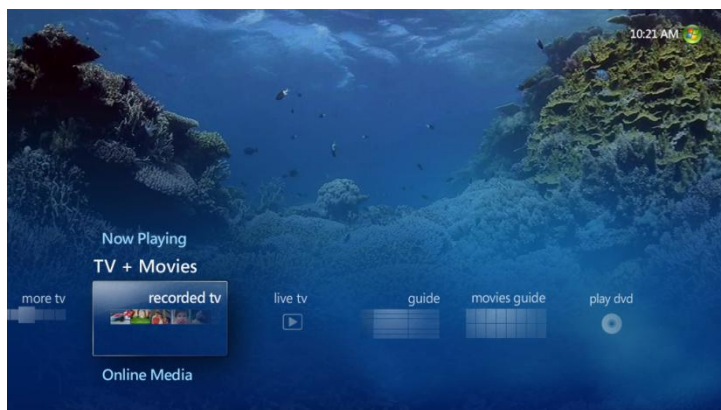 10:21 AM
Now Playing
TV + Movies
more tv
recorded tv
live tv
guide
movies guide
play dvd
Online Media